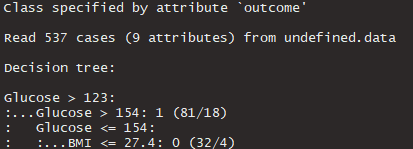 Class specified by attribute `outcome'
Read 537 cases (9 attributes) from undefined.data
Decision tree:
Glucose > 123:
:...Glucose > 154: 1 (81/18)
:   Glucose <= 154:
:   :...BMI <= 27.4: 0 (32/4)